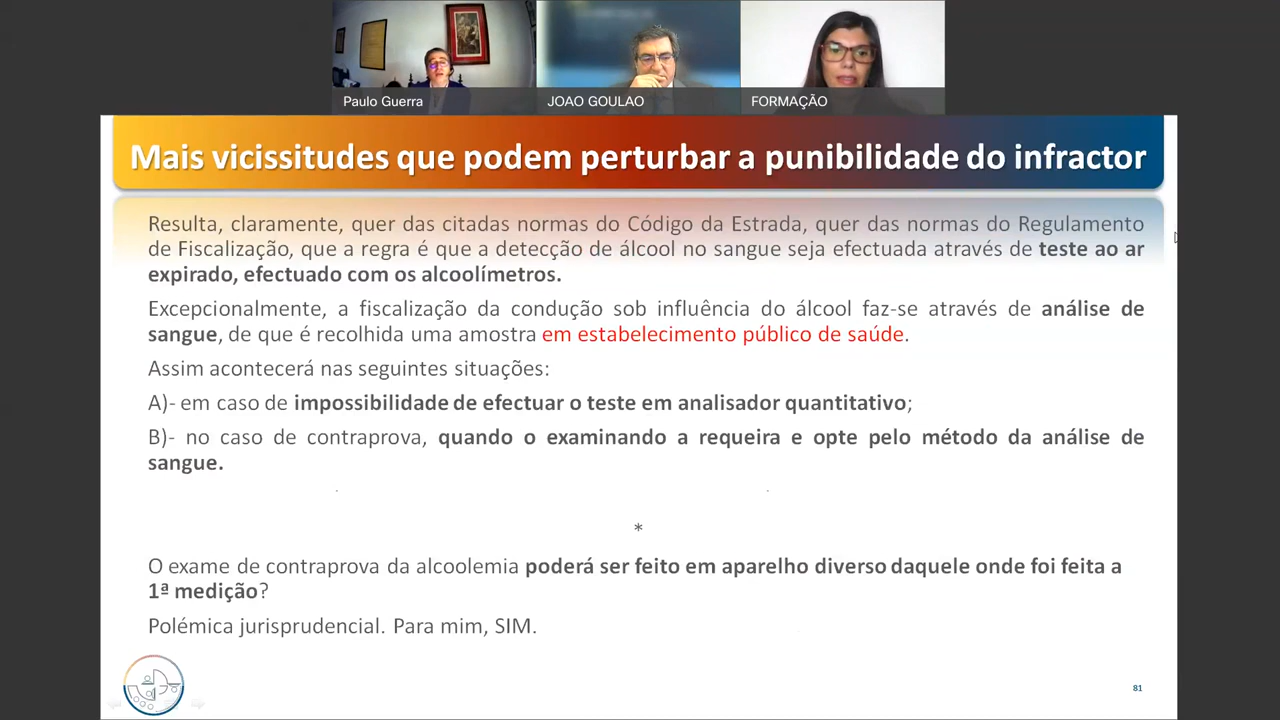 Paulo Guerra
JOAO GOULAO
FORMAÇÃO
Mais vicissitudes que podem perturbar a punibilidade do infractor
Resulta, claramente, quer das citadas normas do Código da Estrada, quer das normas do Regulamento
de Fiscalização, que a regra é que a detecção de álcool no sangue seja efectuada através de teste ao ar
expirado, efectuado com os alcoolímetros.
Excepcionalmente, a fiscalização da condução sob influência do álcool faz-se através de análise de
sangue, de que é recolhida uma amostra em estabelecimento público de saúde.
Assim acontecerá nas seguintes situações:
A)- em caso de impossibilidade de efectuar o teste em analisador quantitativo;
B)- no caso de contraprova, quando o examinando a requeira e opte pelo método da análise de
sangue.
*
O exame de contraprova da alcoolemia poderá ser feito em aparelho diverso daquele onde foi feita a
1ª medição?
Polémica jurisprudencial. Para mim, SIM.
81